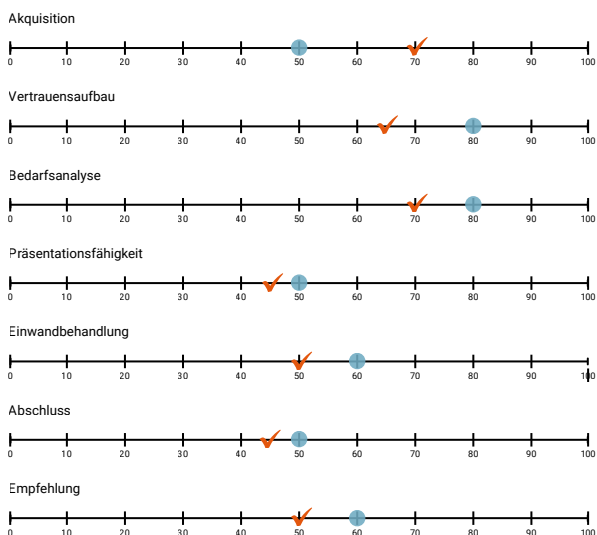 Akquisition
0 10 20 30 40 50 60 70 80 90 100
Vertrauensaufbau
0 10 20 30 40 50 60 70 80 90 100
Bedarfsanalyse
0 10 20 30 40 50 60 70 80 90 100
Präsentationsfähigkeit
0 10 20 30 40 50 60 70 80 90 100
Einwandbehandlung
0 10 20 30 40 50 60 70 80 90 100
Abschluss
0 10 20 30 40 50 60 70 80 90 100
Empfehlung
0 10 20 30 40 50 60 70 80 90 100